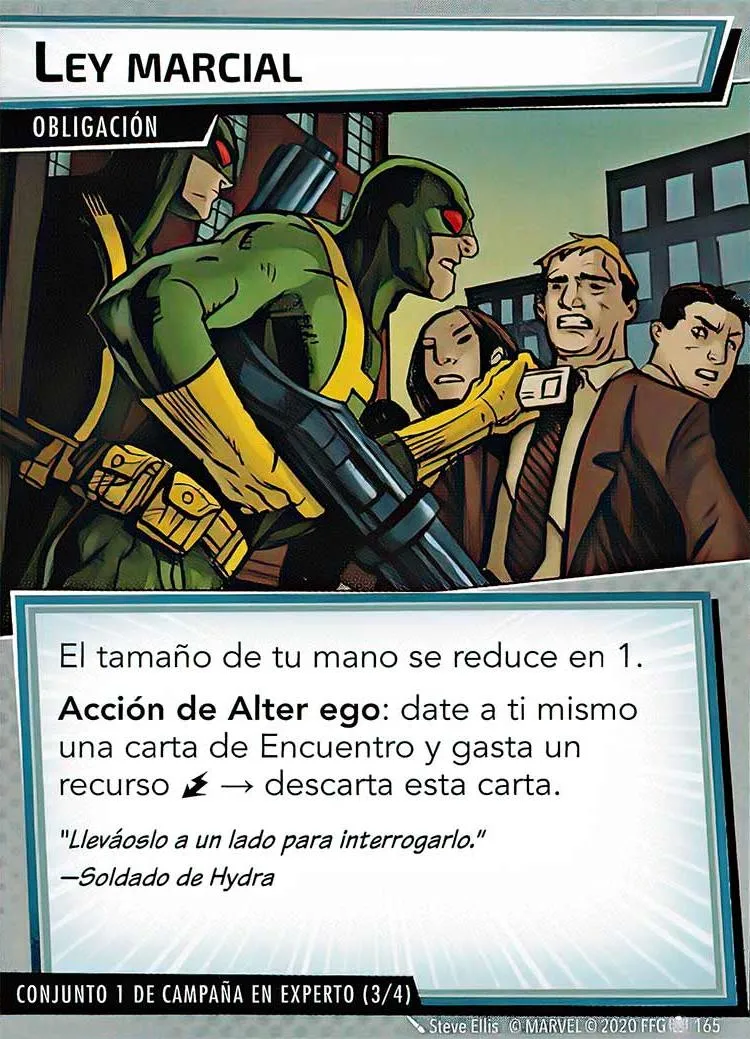 LEY MARCIAL
OBLIGACIÓN
El tamaño de tu mano se reduce en 1.
Acción de Alter ego: date a ti mismo
una carta de Encuentro y gasta un
recurso → descarta esta carta.
"Lleváoslo a un lado para interrogarlo."
—Soldado de Hydra
CONJUNTO 1 DE CAMPAÑA EN EXPERTO (3/4)
Steve Ellis © MARVEL © 2020 FFG 165